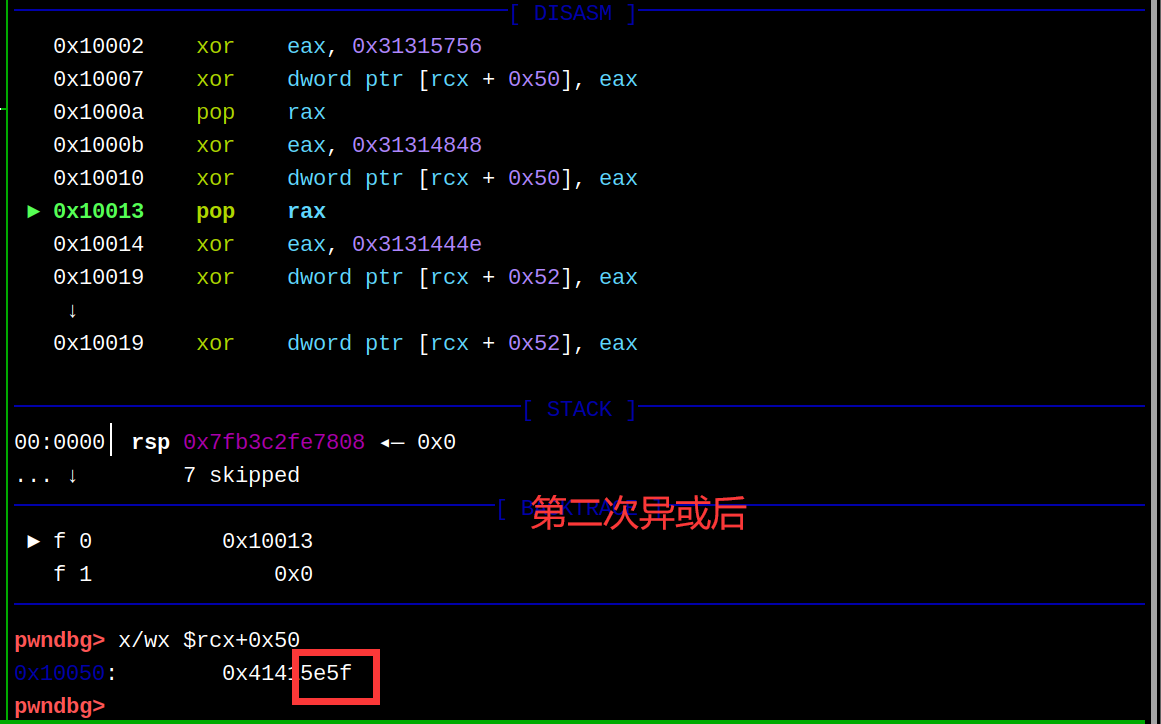 [ DISASM ]
0x10002 xor eax, 0x31315756
0x10007 xor dword ptr [rcx + 0x50], eax
0x1000a pop rax
0x1000b xor eax, 0x31314848
0x10010 xor dword ptr [rcx + 0x50], eax
► 0x10013 pop rax
0x10014 xor eax, 0x3131444e
0x10019 xor dword ptr [rcx + 0x52], eax
↓
0x10019 xor dword ptr [rcx + 0x52], eax
[ STACK ]
00:0000│ rsp 0x7fb3c2fe7808 ◂— 0x0
... ↓ 7 skipped
第二次异或后
► f 0 0x10013
f 1 0x0
pwndbg> x/wx $rcx+0x50
0x10050: 0x41415e5f
pwndbg>